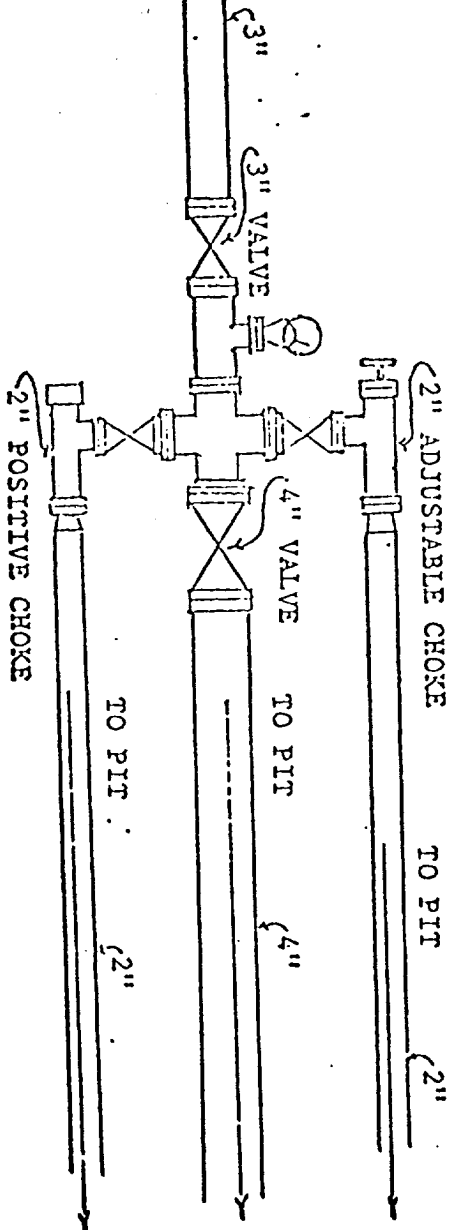 3"
3" VALVE
2" ADJUSTABLE CHOKE
TO PIT
2"
4" VALVE
TO PIT
4"
2" POSITIVE CHOKE
TO PIT
2"